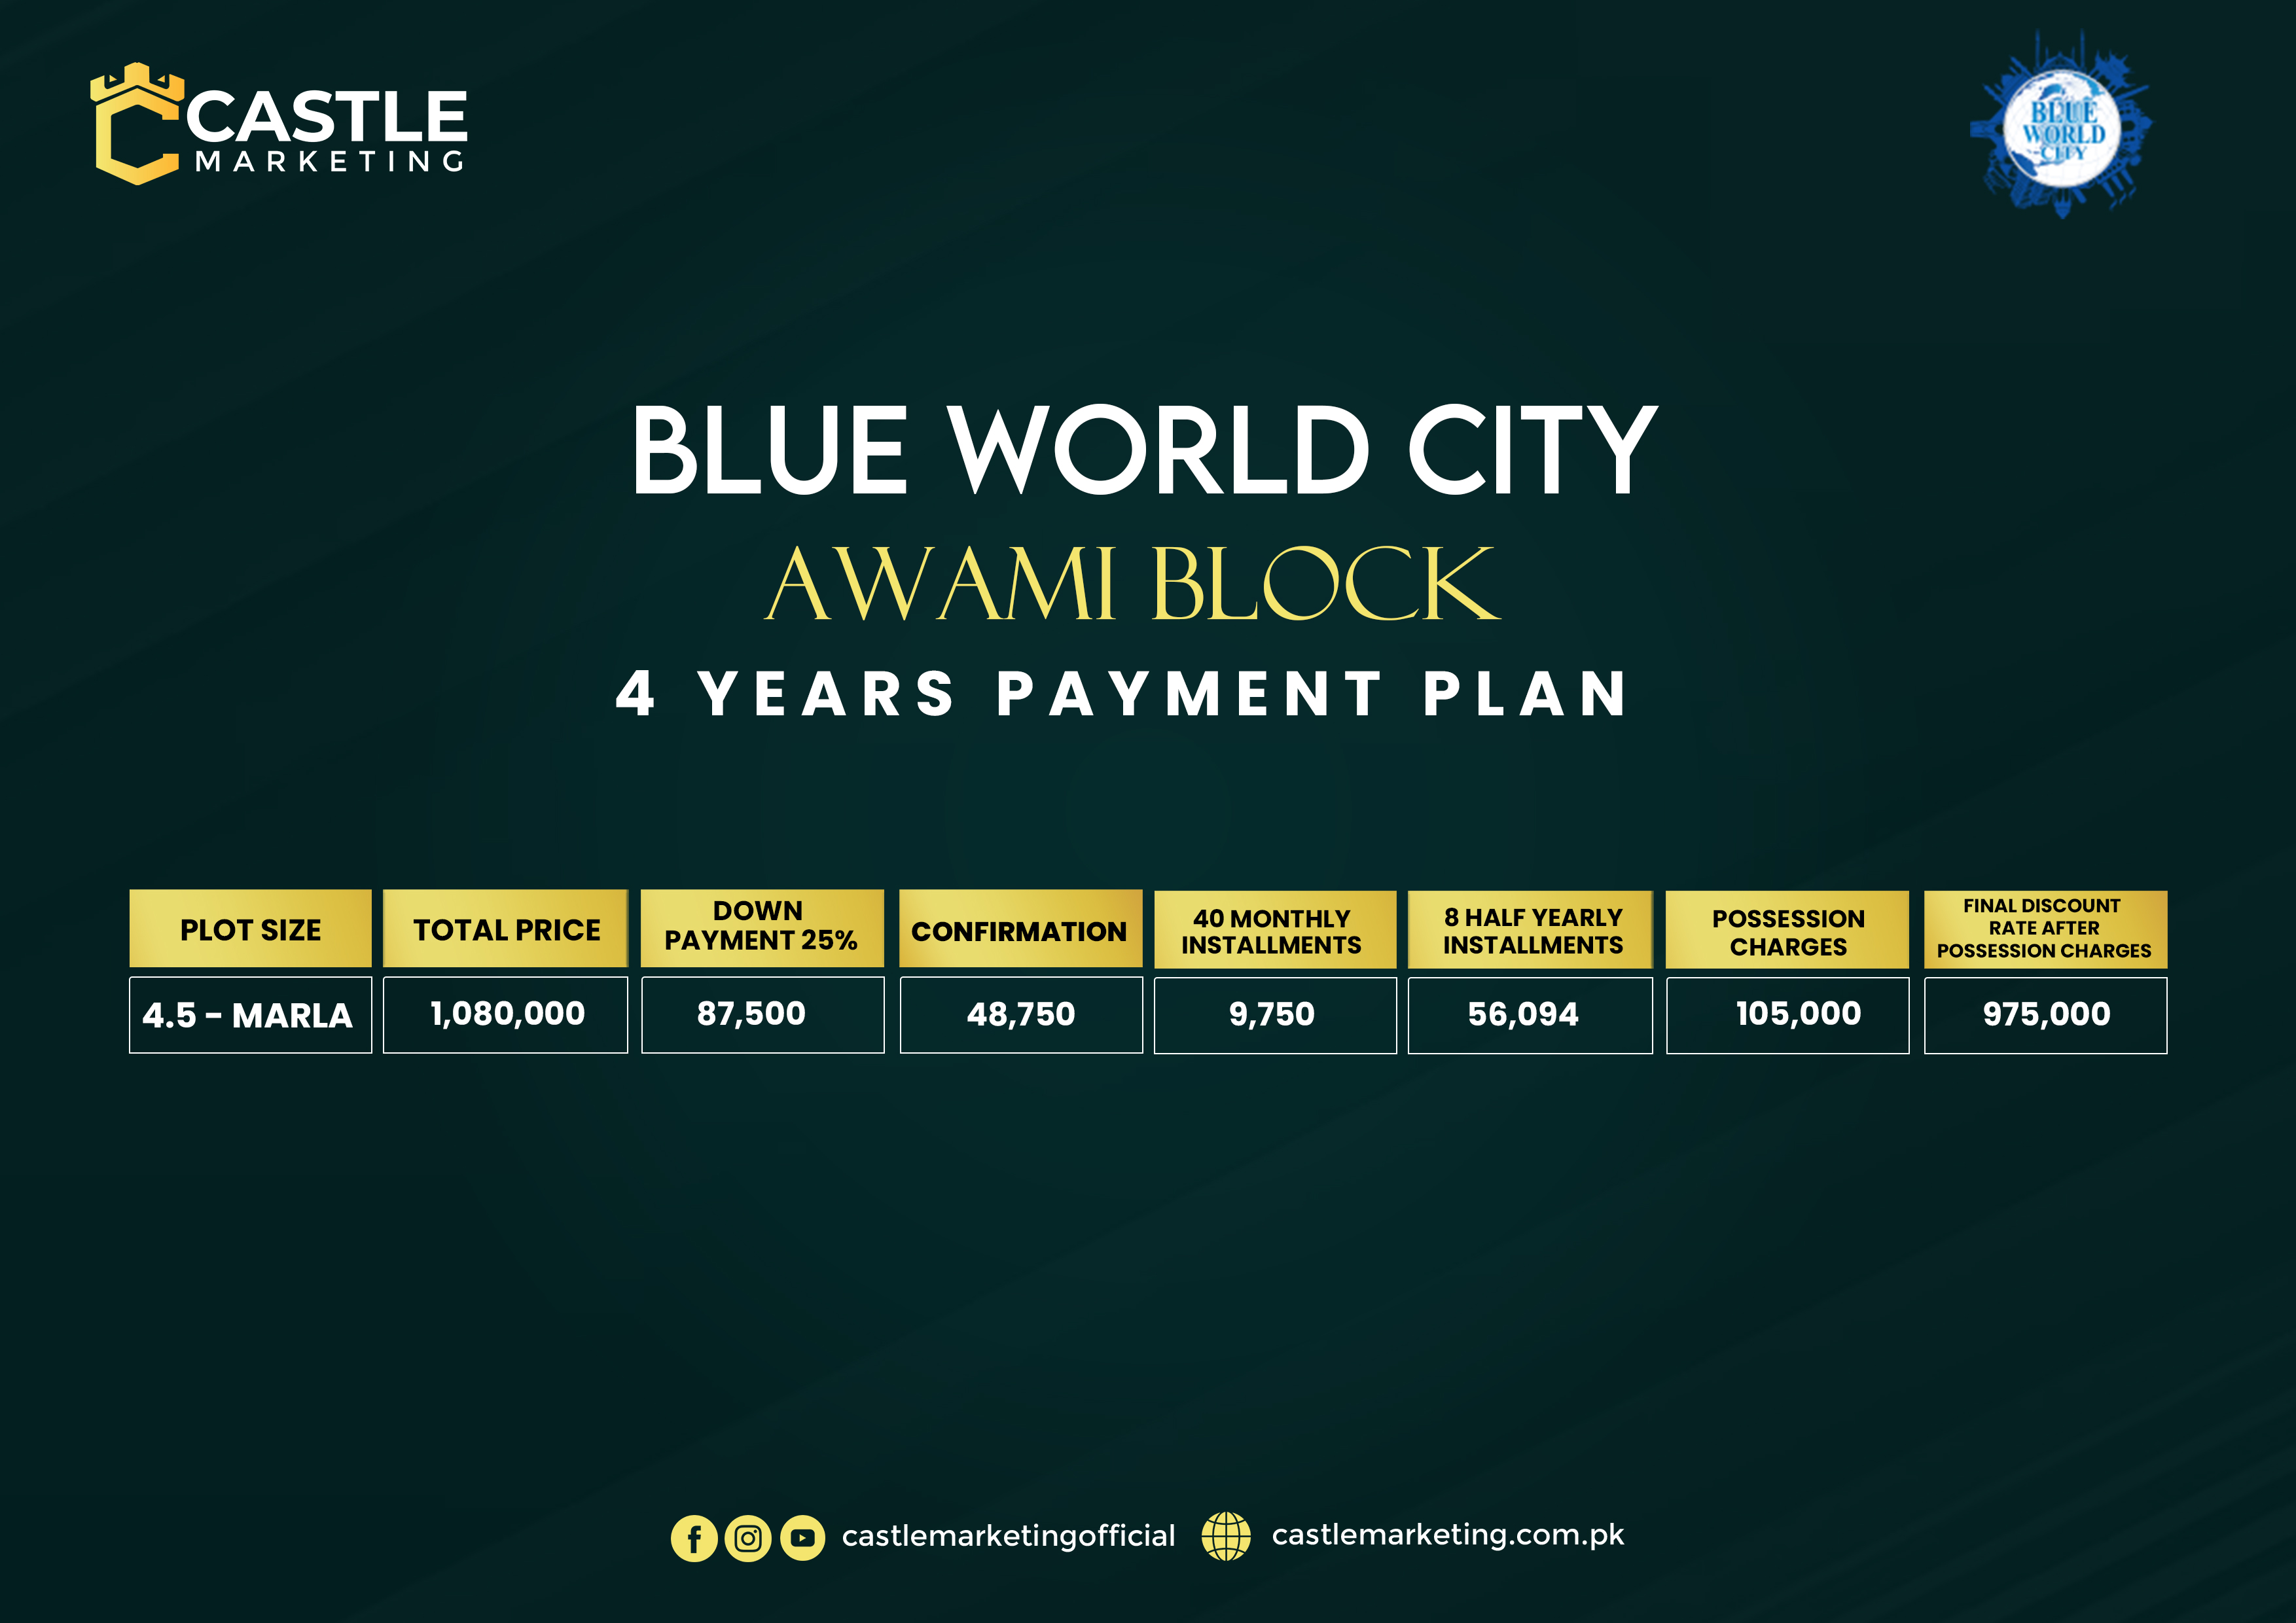 CASTLE
MARKETING
BLUE
WORLD
CITY
BLUE WORLD CITY
AWAMI BLOCK
4 YEARS PAYMENT PLAN
PLOT SIZE
TOTAL PRICE
DOWN
PAYMENT 25%
CONFIRMATION
40 MONTHLY
INSTALLMENTS
8 HALF YEARLY
INSTALLMENTS
POSSESSION
CHARGES
FINAL DISCOUNT
RATE AFTER
POSSESSION CHARGES
4.5 - MARLA
1,080,000
87,500
48,750
9,750
56,094
105,000
975,000
castlemarketingofficial
castlemarketing.com.pk